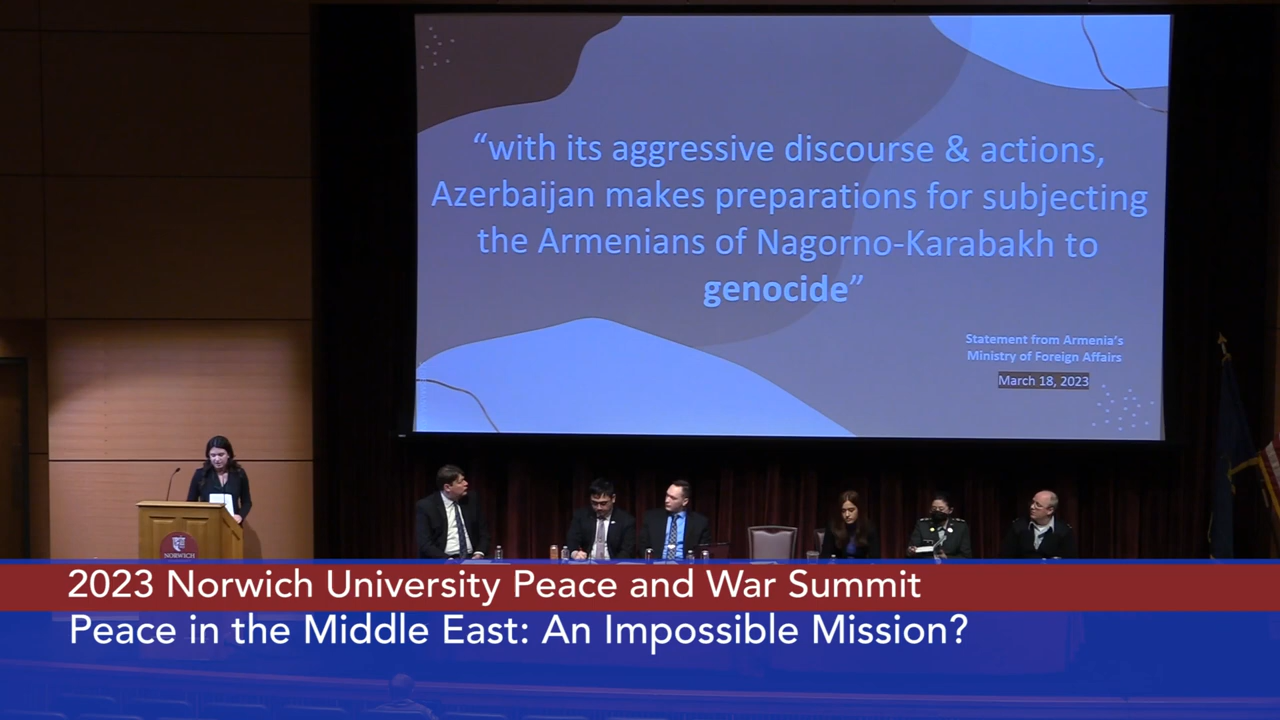 “with its aggressive discourse & actions,
Azerbaijan makes preparations for subjecting
the Armenians of Nagorno-Karabakh to
genocide”
Statement from Armenia's
Ministry of Foreign Affairs
March 18, 2023
NORWICH
2023 Norwich University Peace and War Summit
Peace in the Middle East: An Impossible Mission?